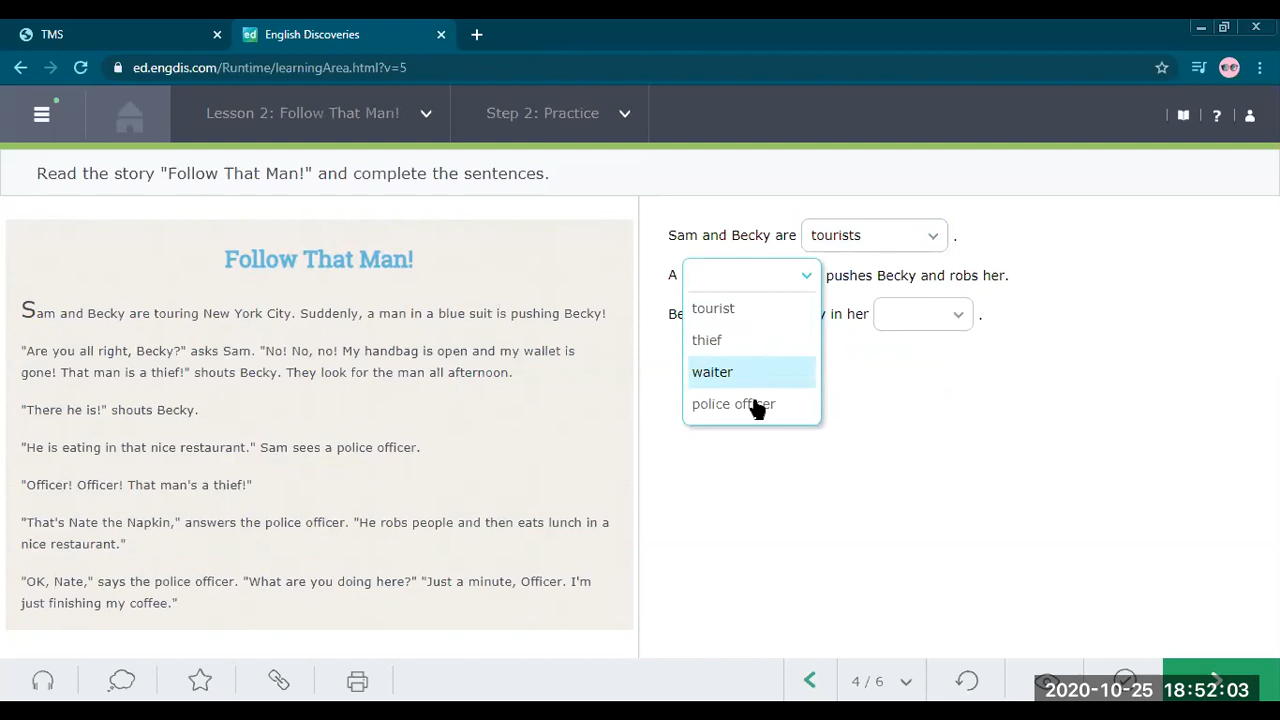 TMS
English Discoveries
ed.engdis.com/Runtime/learningArea.html?v=5
Lesson 2: Follow That Man!
Step 2: Practice
?
Read the story "Follow That Man!" and complete the sentences.
Follow That Man!
Sam and Becky are touring New York City. Suddenly, a man in a blue suit is pushing Becky!
"Are you all right, Becky?" asks Sam. "No! No, no! My handbag is open and my wallet is
gone! That man is a thief!" shouts Becky. They look for the man all afternoon.
"There he is!" shouts Becky.
"He is eating in that nice restaurant." Sam sees a police officer.
"Officer! Officer! That man's a thief!"
"That's Nate the Napkin," answers the police officer. "He robs people and then eats lunch in a
nice restaurant."
"OK, Nate," says the police officer. "What are you doing here?" "Just a minute, Officer. I'm
just finishing my coffee."
Sam and Becky are tourists .
A pushes Becky and robs her.
tourist
Be y in her .
thief
waiter
police officer
4 / 6
2020-10-25 18:52:03